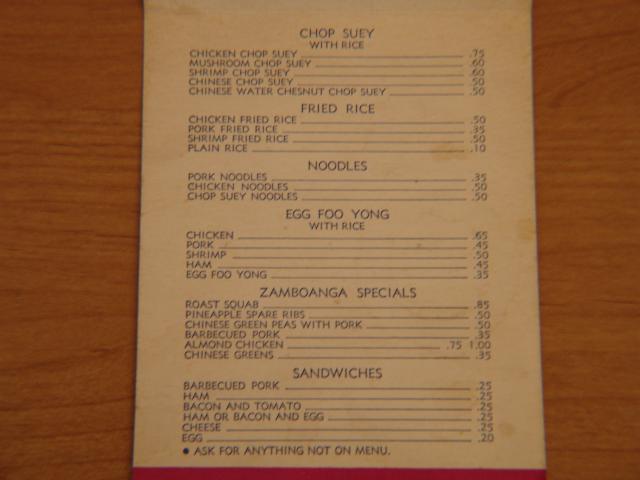 CHOP SUEY
WITH RICE
CHICKEN CHOP SUEY .75
MUSHROOM CHOP SUEY .60
SHRIMP CHOP SUEY .60
CHINESE CHOP SUEY .50
CHINESE WATER CHESNUT CHOP SUEY .50
FRIED RICE
CHICKEN FRIED RICE .50
PORK FRIED RICE .35
SHRIMP FRIED RICE .50
PLAIN RICE .10
NOODLES
PORK NOODLES .35
CHICKEN NOODLES .50
CHOP SUEY NOODLES .50
EGG FOO YONG
WITH RICE
CHICKEN .65
PORK .45
SHRIMP .50
HAM .45
EGG FOO YONG .35
ZAMBOANGA SPECIALS
ROAST SQUAB .85
PINEAPPLE SPARE RIBS .50
CHINESE GREEN PEAS WITH PORK .50
BARBECUED PORK .35
ALMOND CHICKEN .75 1.00
CHINESE GREENS .35
SANDWICHES
BARBECUED PORK .25
HAM .25
BACON AND TOMATO .25
HAM OR BACON AND EGG .25
CHEESE .25
EGG .20
• ASK FOR ANYTHING NOT ON MENU.